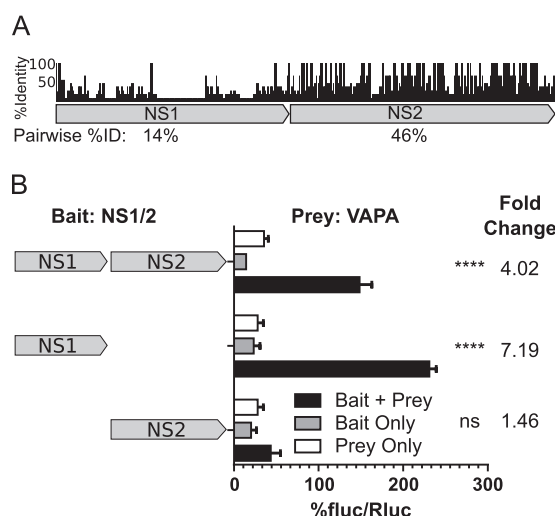 A
%Identity
100
50
NS1 NS2
Pairwise %ID: 14% 46%
B
Bait: NS1/2 Prey: VAPA Fold
Change
NS1 NS2 **** 4.02
NS1 **** 7.19
NS2 ns 1.46
Bait + Prey
Bait Only
Prey Only
0 100 200 300
%fluc/Rluc